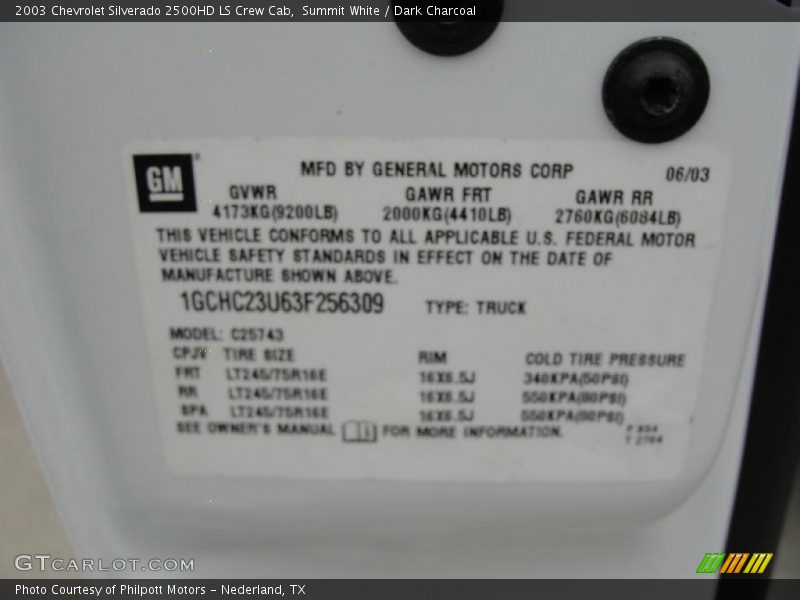 2003 Chevrolet Silverado 2500HD LS Crew Cab,  Summit White / Dark Charcoal
GM
MFD BY GENERAL MOTORS CORP 06/03
GVWR GAWR FRT GAWR RR
4173KG(9200LB) 2000KG(4410LB) 2760KG(6084LB)
THIS VEHICLE CONFORMS TO ALL APPLICABLE U.S. FEDERAL MOTOR
VEHICLE SAFETY STANDARDS IN EFFECT ON THE DATE OF
MANUFACTURE SHOWN ABOVE.
1GCHC23U63F256309 TYPE: TRUCK
MODEL: C25743
TIRE SIZE RIM COLD TIRE PRESSURE
FRT LT245/75R16E 16X6.5J 340KPA(50PSI)
RR LT245/75R16E 16X6.5J 550KPA(80PSI)
SPA LT245/75R16E 16X6.5J 550KPA(80PSI)
SEE OWNER'S MANUAL FOR MORE INFORMATION.
GTCARLOT.COM
Photo Courtesy of Philpott Motors - Nederland, TX